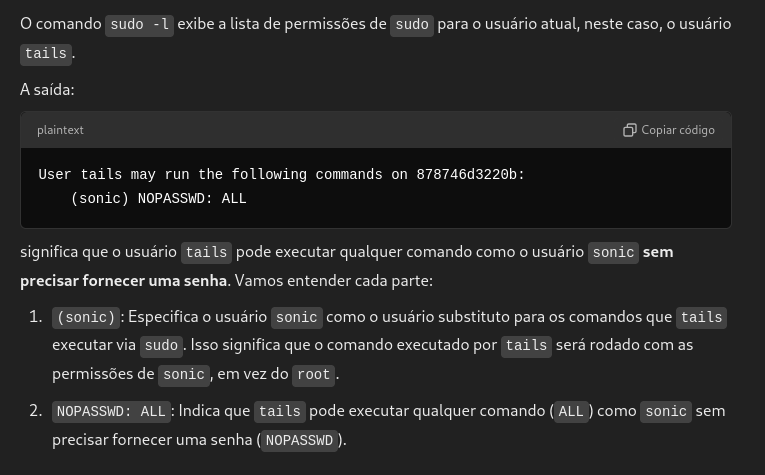 O comando sudo -l exibe a lista de permissões de sudo para o usuário atual, neste caso, o usuário
tails.
A saída:
plaintext
Copiar código
User tails may run the following commands on 878746d3220b:
    (sonic) NOPASSWD: ALL
significa que o usuário tails pode executar qualquer comando como o usuário sonic sem
precisar fornecer uma senha. Vamos entender cada parte:
1. (sonic): Especifica o usuário sonic como o usuário substituto para os comandos que tails
executar via sudo. Isso significa que o comando executado por tails será rodado com as
permissões de sonic, em vez do root.
2. NOPASSWD: ALL: Indica que tails pode executar qualquer comando (ALL) como sonic sem
precisar fornecer uma senha (NOPASSWD).